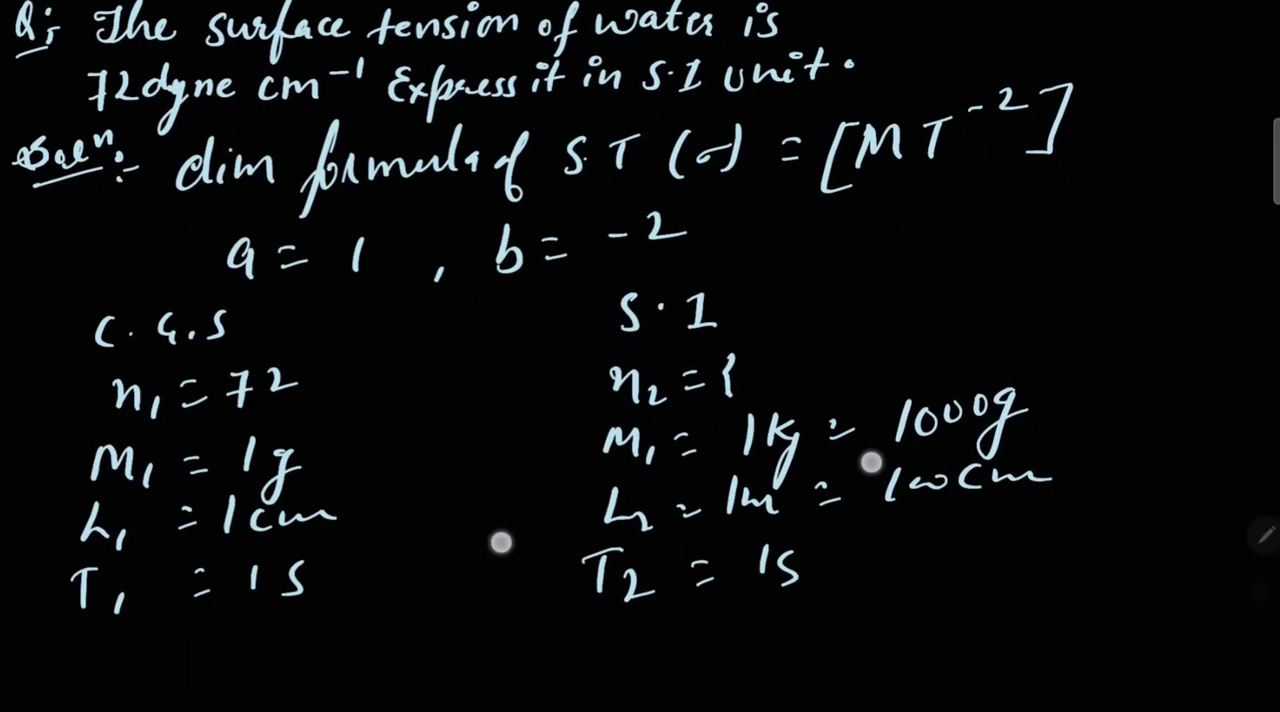 Q: The surface tension of water is
72 dyne cm⁻¹ Express it in S.I unit.
Solⁿ:- dim formula of S.T (σ) = [M T⁻²]
a = 1 , b = -2
C.G.S
S.I
n₁ = 72
n₂ = ?
M₁ = 1g
M₁ = 1kg = 1000g
L₁ = 1cm
L₂ = 1m = 100cm
T₁ = 1S
T₂ = 1S